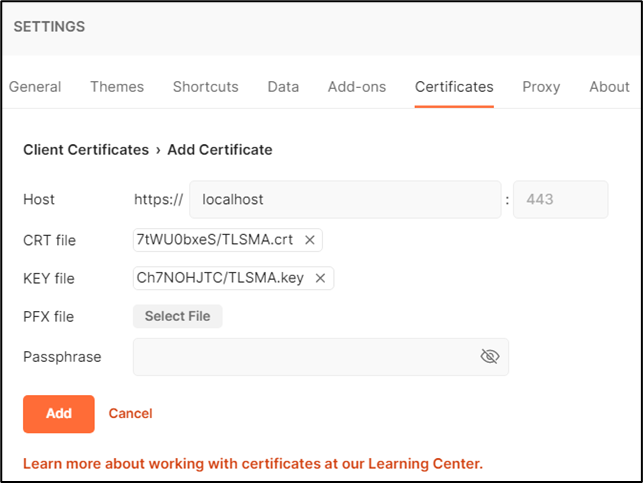 SETTINGS
General Themes Shortcuts Data Add-ons Certificates Proxy About
Client Certificates › Add Certificate
Host https:// localhost : 443
CRT file 7tWU0bxeS/TLSMA.crt ×
KEY file Ch7NOHJTC/TLSMA.key ×
PFX file Select File
Passphrase
Add Cancel
Learn more about working with certificates at our Learning Center.